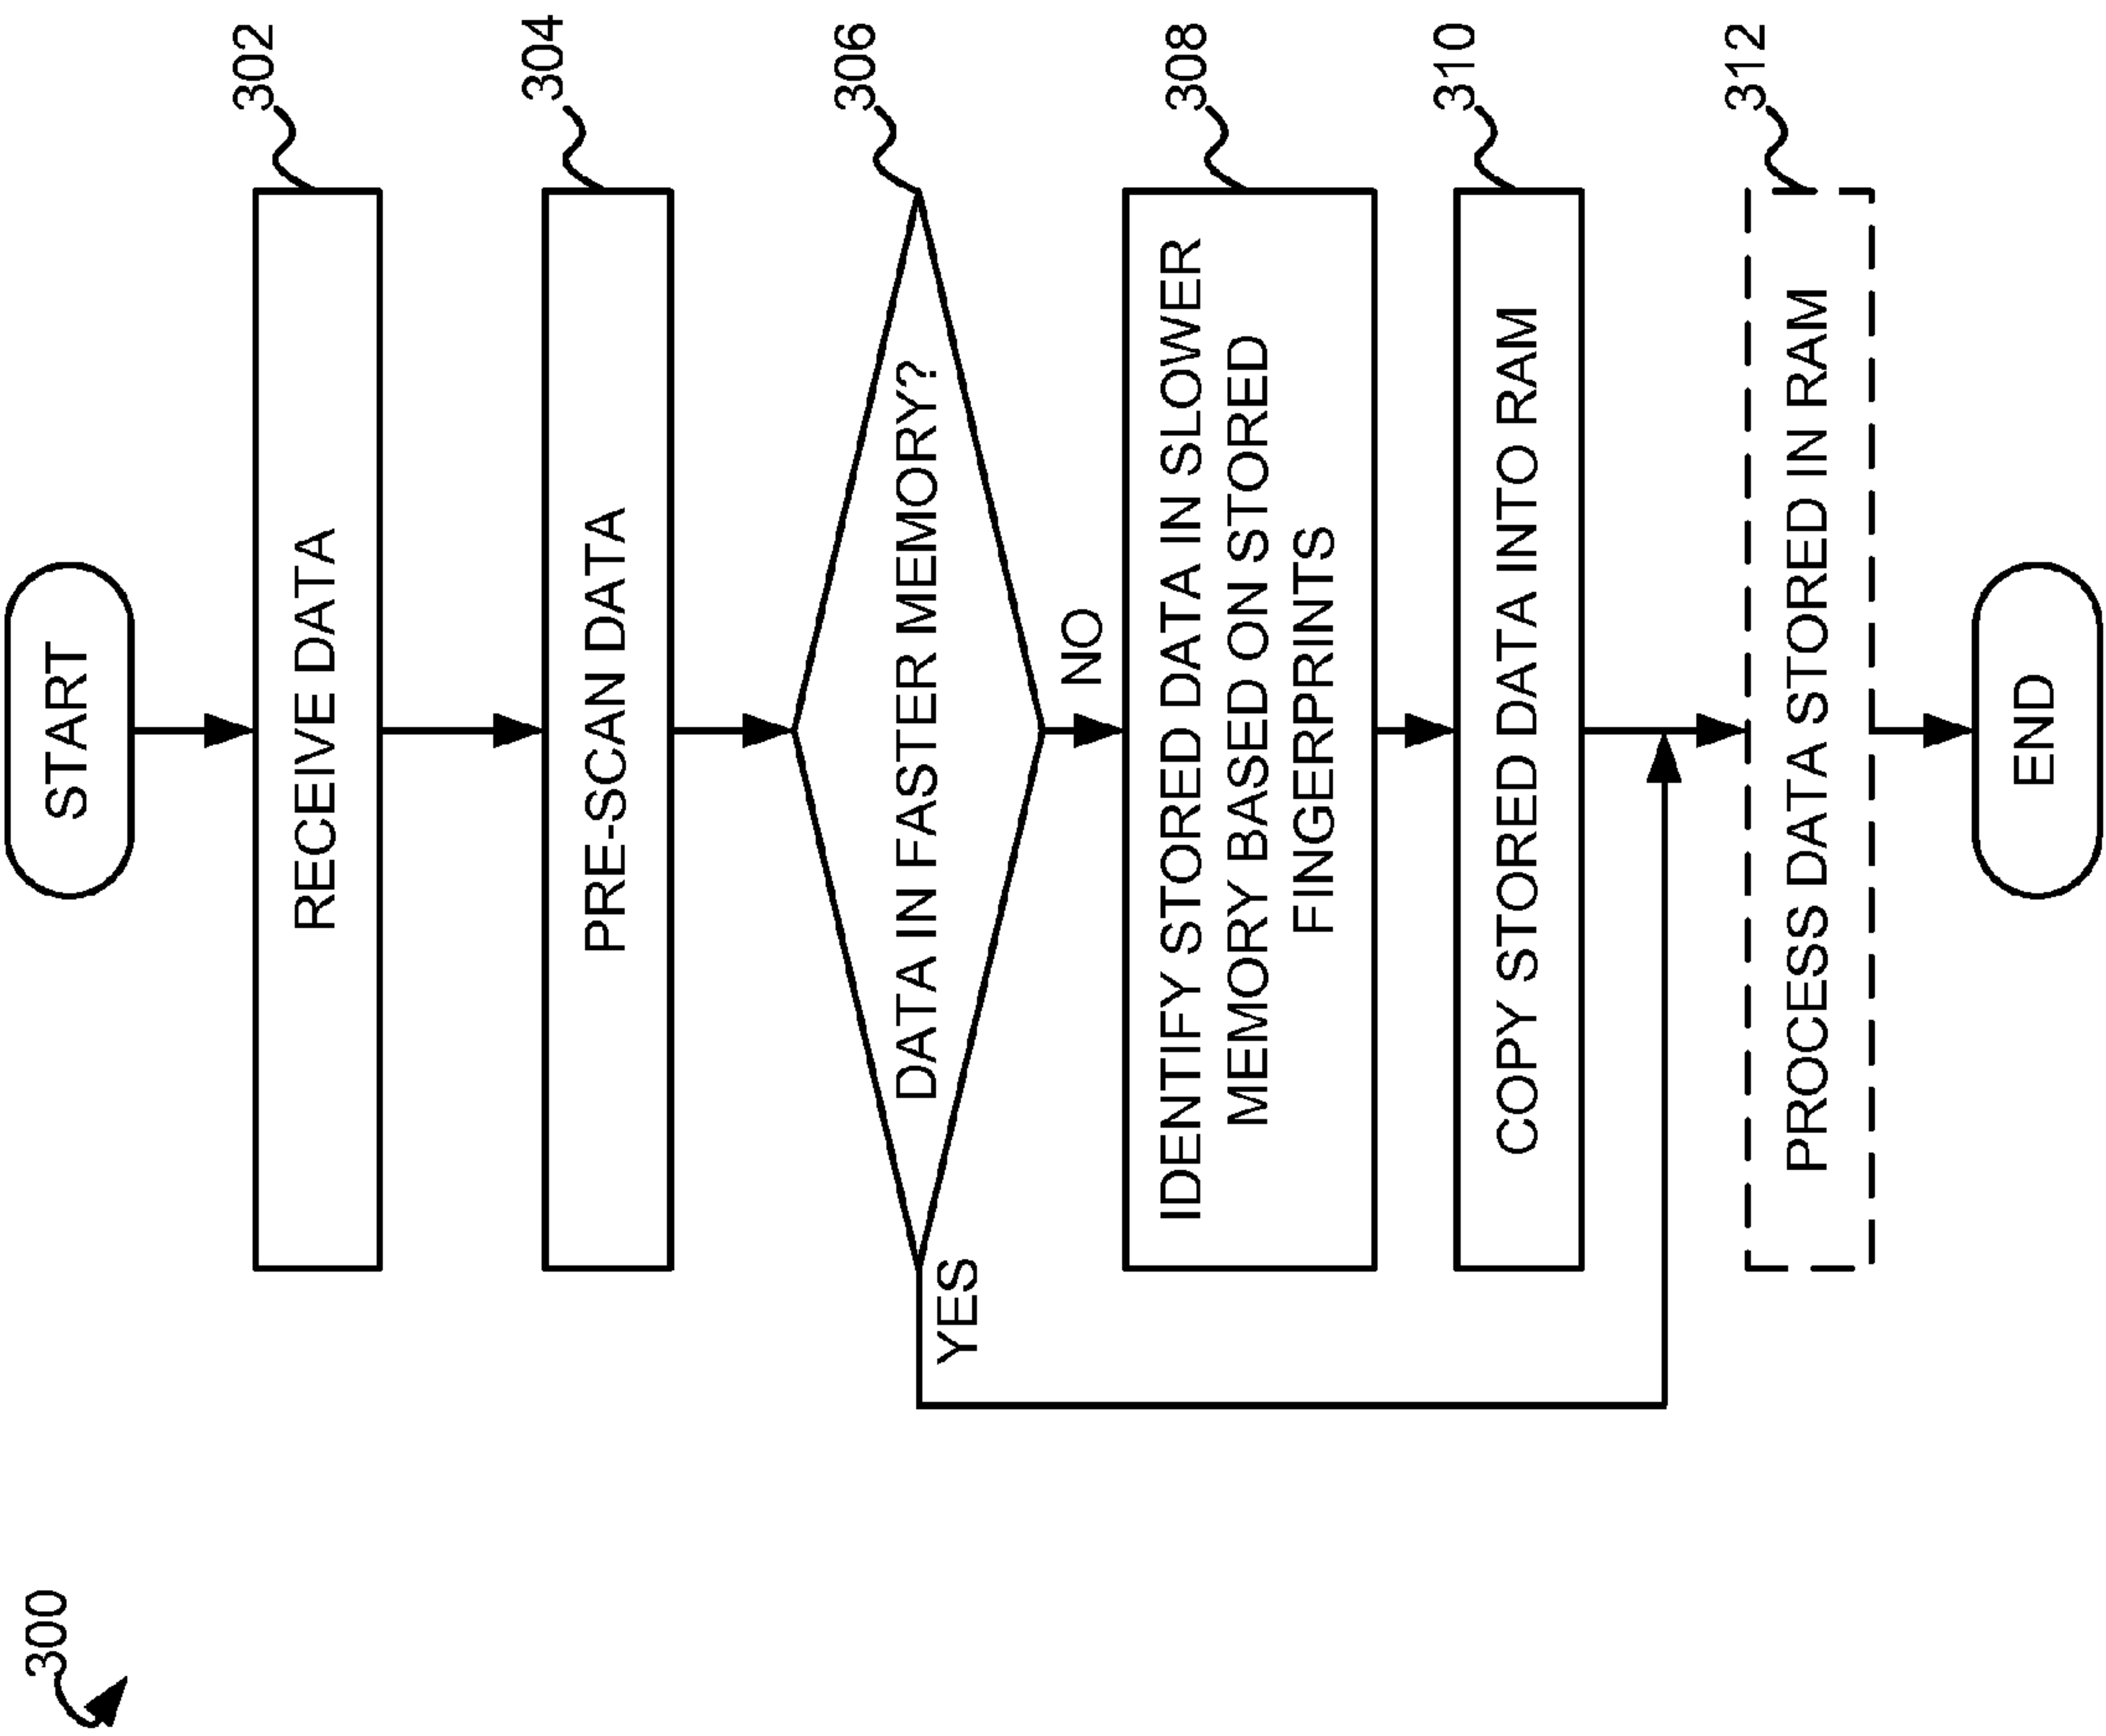 300
START
RECEIVE DATA
302
PRE-SCAN DATA
304
DATA IN FASTER MEMORY?
306
YES
NO
IDENTIFY STORED DATA IN SLOWER
MEMORY BASED ON STORED
FINGERPRINTS
308
COPY STORED DATA INTO RAM
310
PROCESS DATA STORED IN RAM
312
END